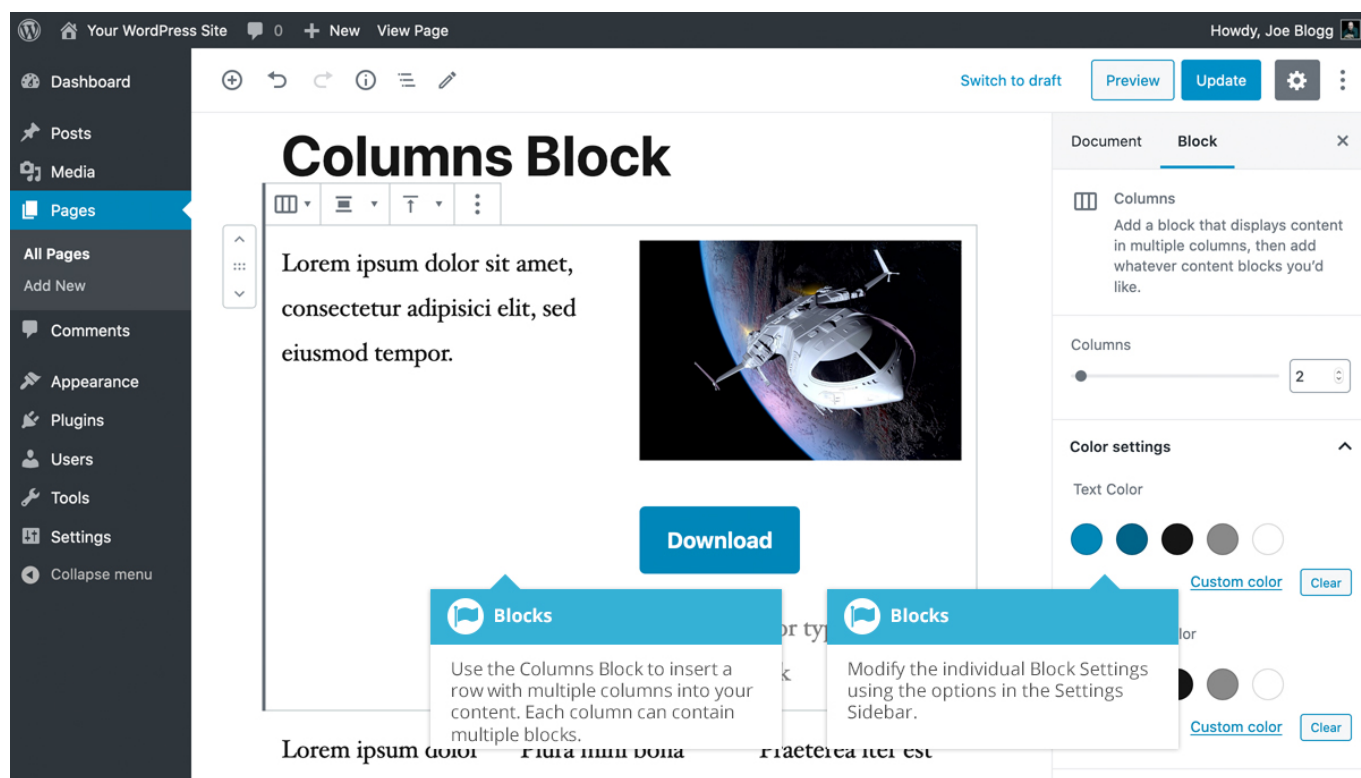 Your WordPress Site 0 New View Page Howdy, Joe Blogg
Dashboard
Posts
Media
Pages
All Pages
Add New
Comments
Appearance
Plugins
Users
Tools
Settings
Collapse menu
Switch to draft Preview Update
Columns Block
Lorem ipsum dolor sit amet,
consectetur adipisici elit, sed
eiusmod tempor.
Download
Blocks
Use the Columns Block to insert a
row with multiple columns into your
content. Each column can contain
multiple blocks.
Blocks
Modify the individual Block Settings
using the options in the Settings
Sidebar.
or
Lorem ipsum dolor
Document Block
Columns
Add a block that displays content
in multiple columns, then add
whatever content blocks you'd
like.
Columns
2
Color settings
Text Color
Custom color Clear
lor
Custom color Clear